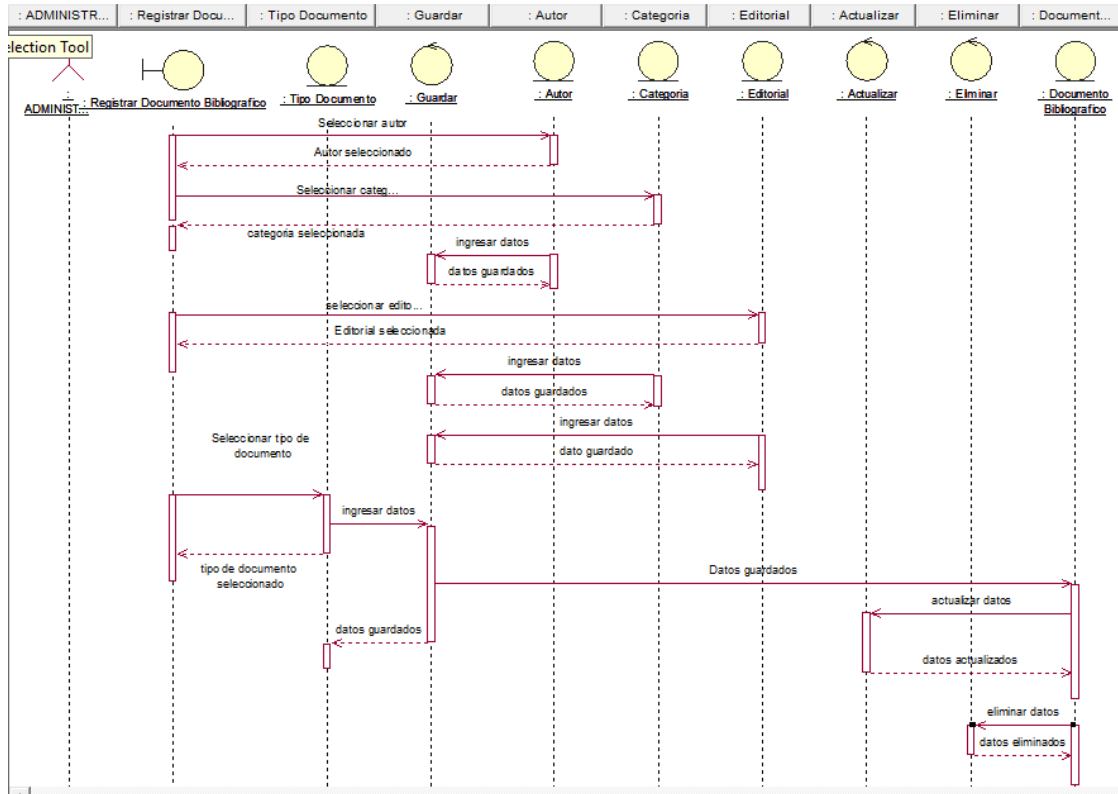 : ADMINISTR...
: Registrar Docu...
: Tipo Documento
: Guardar
: Autor
: Categoria
: Editorial
: Actualizar
: Eliminar
: Document...
election Tool
:
ADMINIST...
: Registrar Documento Bibliografico
: Tipo Documento
: Guardar
: Autor
: Categoria
: Editorial
: Actualizar
: Eliminar
: Documento
Bibliografico
Seleccionar autor
Autor seleccionado
Seleccionar categ...
categoria seleccionada
ingresar datos
datos guardados
seleccionar edito...
Editorial seleccionada
ingresar datos
datos guardados
ingresar datos
Seleccionar tipo de
documento
dato guardado
ingresar datos
tipo de documento
seleccionado
Datos guardados
actualizar datos
datos guardados
datos actualizados
eliminar datos
datos eliminados